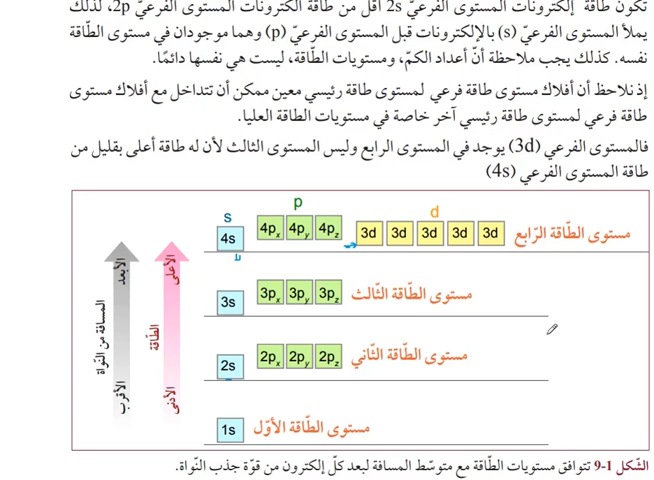 تكون طاقة إلكترونات المستوى الفرعيّ 2s أقل من طاقة الكترونات المستوى الفرعيّ 2p، لذلك
يملأ المستوى الفرعيّ (s) بالإلكترونات قبل المستوى الفرعيّ (p) وهما موجودان في مستوى الطّاقة
نفسه. كذلك يجب ملاحظة أنّ أعداد الكمّ، ومستويات الطّاقة، ليست هي نفسها دائمًا.
إذ نلاحظ أن أفلاك مستوى طاقة فرعي لمستوى طاقة رئيسي معين ممكن أن تتداخل مع أفلاك مستوى
طاقة فرعي لمستوى طاقة رئيسي آخر خاصة في مستويات الطاقة العليا.
فالمستوى الفرعي (3d) يوجد في المستوى الرابع وليس المستوى الثالث لأن له طاقة أعلى بقليل من
طاقة المستوى الفرعي (4s)
s p d
4s 4px 4py 4pz 3d 3d 3d 3d 3d مستوى الطّاقة الرّابع
3s 3px 3py 3pz مستوى الطّاقة الثّالث
2s 2px 2py 2pz مستوى الطّاقة الثّاني
1s مستوى الطّاقة الأوّل
الأعلى
الطّاقة
الأدنى
الأبعد
المسافة من النّواة
الأقرب
الشّكل 1-9 تتوافق مستويات الطّاقة مع متوسّط المسافة لبعد كلّ إلكترون من قوّة جذب النّواة.